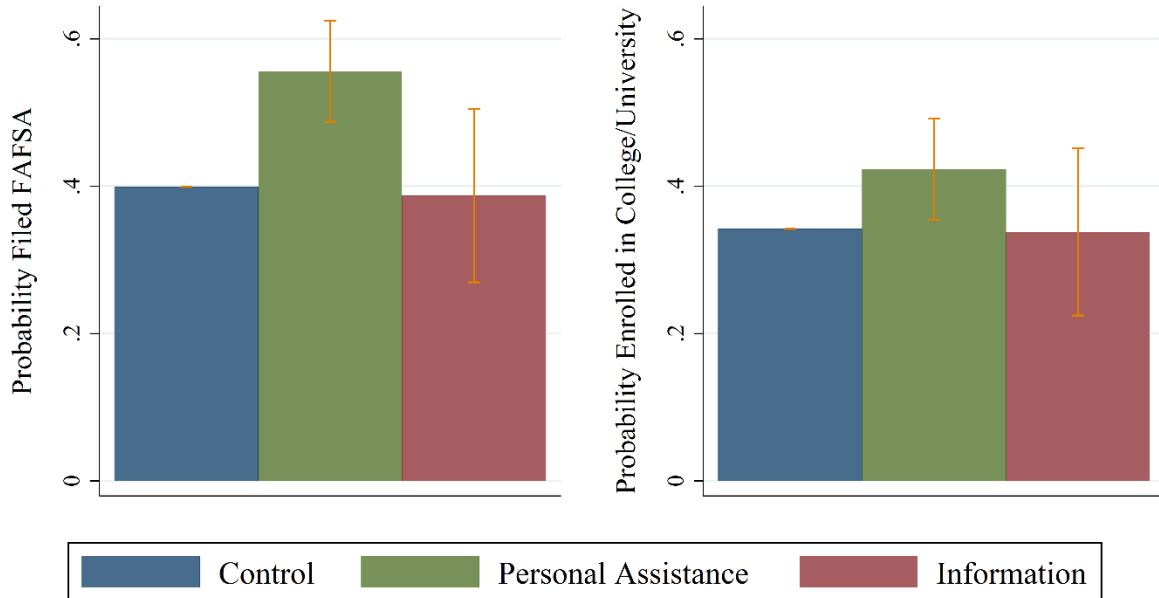 Probability Filed FAFSA
.6
.4
.2
0
Probability Enrolled in College/University
.6
.4
.2
0
Control
Personal Assistance
Information